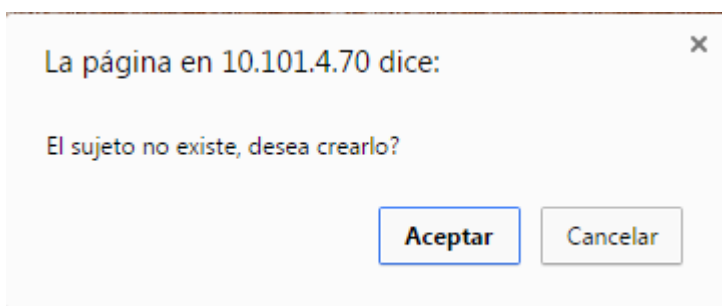 La página en 10.101.4.70 dice:
El sujeto no existe, desea crearlo?
Aceptar Cancelar